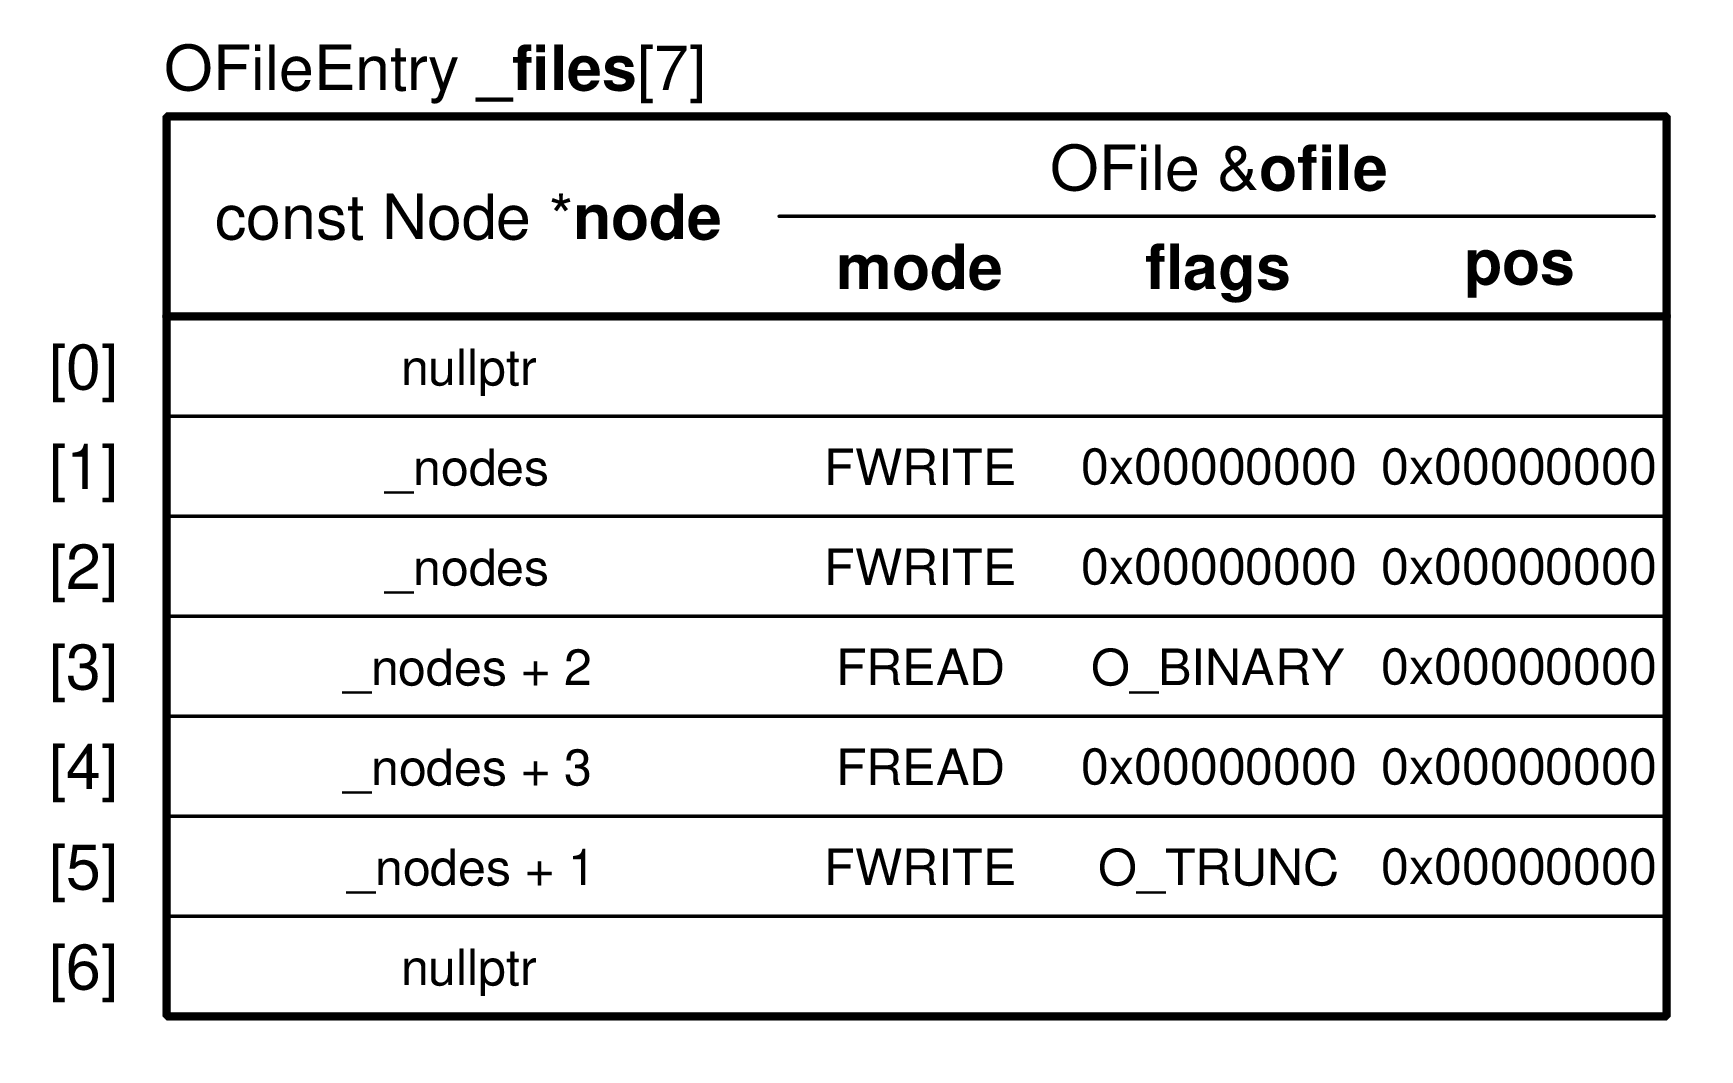 OFileEntry _files[7]
const Node *node
OFile &ofile
mode flags pos
[0] nullptr
[1] _nodes FWRITE 0x00000000 0x00000000
[2] _nodes FWRITE 0x00000000 0x00000000
[3] _nodes + 2 FREAD O_BINARY 0x00000000
[4] _nodes + 3 FREAD 0x00000000 0x00000000
[5] _nodes + 1 FWRITE O_TRUNC 0x00000000
[6] nullptr